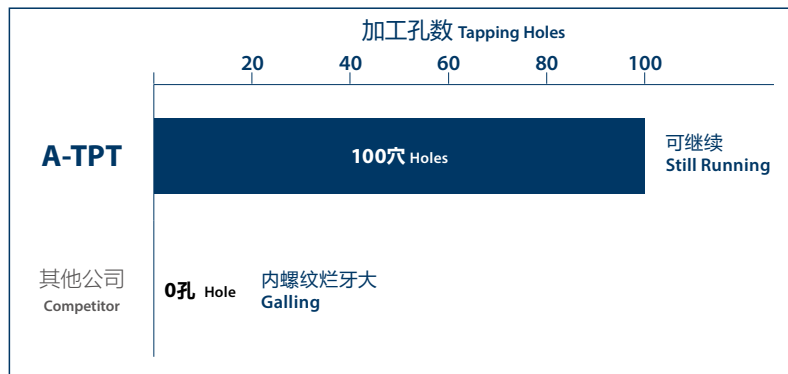 加工孔数 Tapping Holes
20 40 60 80 100
A-TPT
100穴 Holes
可继续
Still Running
其他公司
Competitor
0孔 Hole
内螺纹烂牙大
Galling